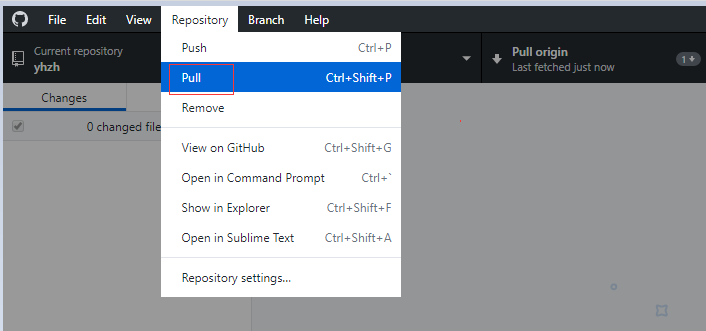 File Edit View Repository Branch Help
Current repository
yhzh
Pull origin
Last fetched just now
1
Changes
0 changed file
Push Ctrl+P
Pull Ctrl+Shift+P
Remove
View on GitHub Ctrl+Shift+G
Open in Command Prompt Ctrl+`
Show in Explorer Ctrl+Shift+F
Open in Sublime Text Ctrl+Shift+A
Repository settings...